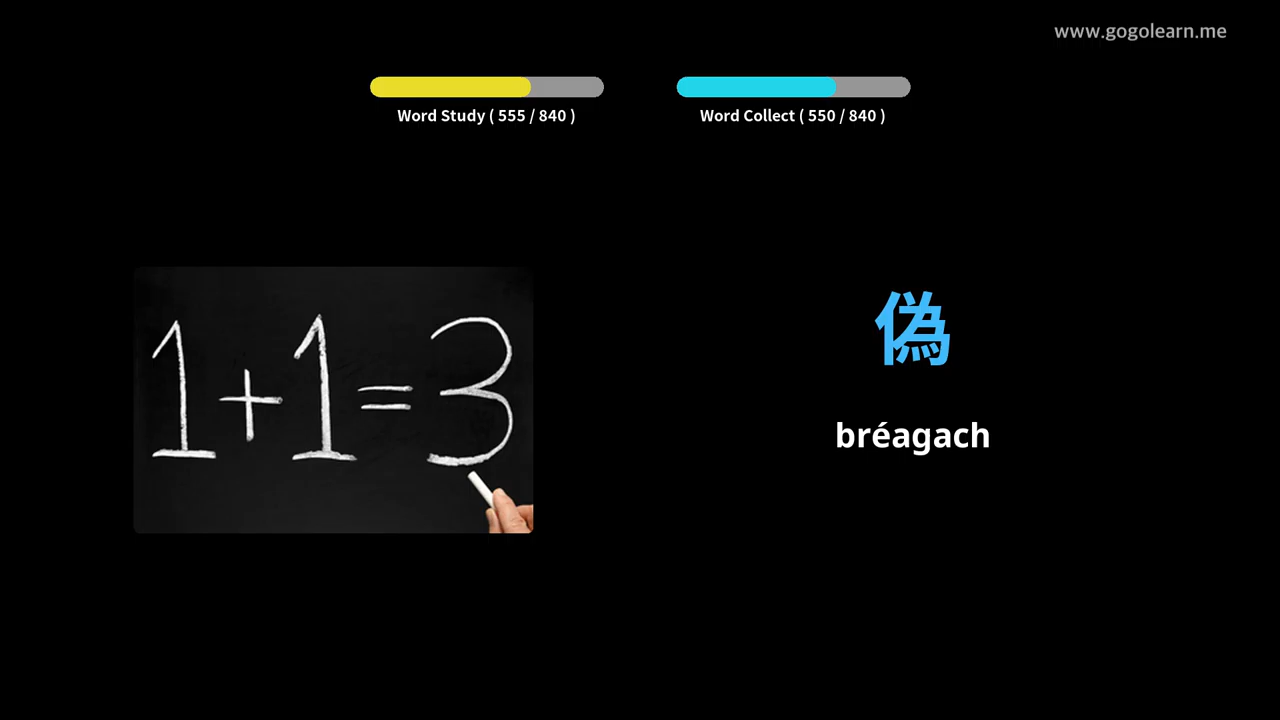 www.gogolearn.me
Word Study ( 555 / 840 )
Word Collect ( 550 / 840 )
1+1=3
偽
bréagach